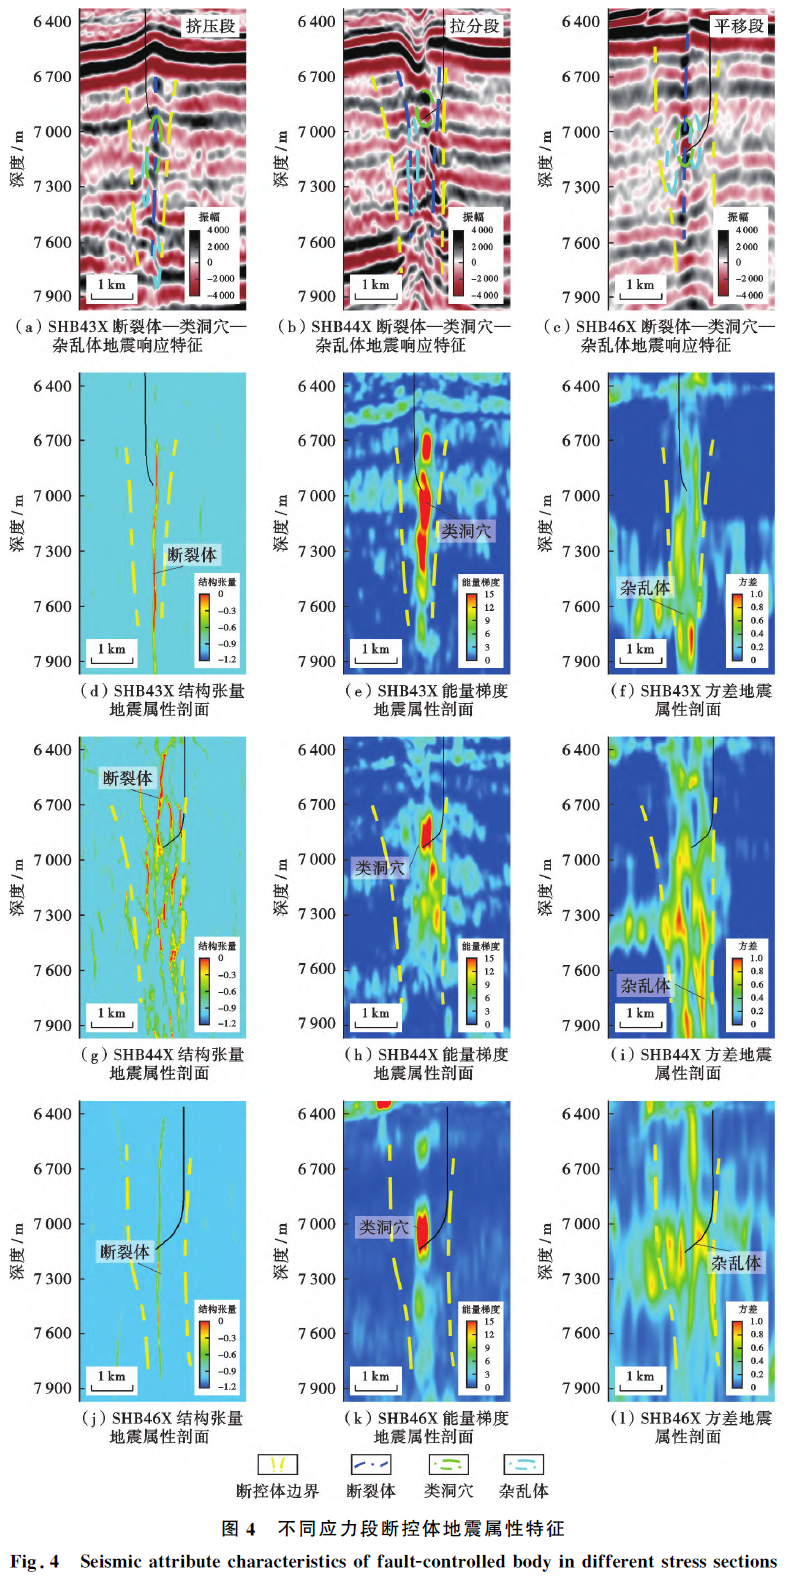 挤压段
拉分段
平移段
6 400
6 700
7 000
7 300
7 600
7 900
深度 / m
振幅
4 000
2 000
0
−2 000
−4 000
1 km
6 400
6 700
7 000
7 300
7 600
7 900
深度 / m
振幅
4 000
2 000
0
−2 000
−4 000
1 km
6 400
6 700
7 000
7 300
7 600
7 900
深度 / m
振幅
4 000
2 000
0
−2 000
−4 000
1 km
(a) SHB43X 断裂体—类洞穴—
杂乱体地震响应特征
(b) SHB44X 断裂体—类洞穴—
杂乱体地震响应特征
(c) SHB46X 断裂体—类洞穴—
杂乱体地震响应特征
6 400
6 700
7 000
7 300
7 600
7 900
深度 / m
断裂体
结构张量
0
−0.3
−0.6
−0.9
−1.2
1 km
6 400
6 700
7 000
7 300
7 600
7 900
深度 / m
类洞穴
能量梯度
15
12
9
6
3
0
1 km
6 400
6 700
7 000
7 300
7 600
7 900
深度 / m
杂乱体
方差
1.0
0.8
0.6
0.4
0.2
0
1 km
(d) SHB43X 结构张量
地震属性剖面
(e) SHB43X 能量梯度
地震属性剖面
(f) SHB43X 方差地震
属性剖面
6 400
6 700
7 000
7 300
7 600
7 900
深度 / m
断裂体
结构张量
0
−0.3
−0.6
−0.9
−1.2
1 km
6 400
6 700
7 000
7 300
7 600
7 900
深度 / m
类洞穴
能量梯度
15
12
9
6
3
0
1 km
6 400
6 700
7 000
7 300
7 600
7 900
深度 / m
杂乱体
方差
1.0
0.8
0.6
0.4
0.2
0
1 km
(g) SHB44X 结构张量
地震属性剖面
(h) SHB44X 能量梯度
地震属性剖面
(i) SHB44X 方差地震
属性剖面
6 400
6 700
7 000
7 300
7 600
7 900
深度 / m
断裂体
结构张量
0
−0.3
−0.6
−0.9
−1.2
1 km
6 400
6 700
7 000
7 300
7 600
7 900
深度 / m
类洞穴
能量梯度
15
12
9
6
3
0
1 km
6 400
6 700
7 000
7 300
7 600
7 900
深度 / m
杂乱体
方差
1.0
0.8
0.6
0.4
0.2
0
1 km
(j) SHB46X 结构张量
地震属性剖面
(k) SHB46X 能量梯度
地震属性剖面
(l) SHB46X 方差地震
属性剖面
断控体边界
断裂体
类洞穴
杂乱体
图 4 不同应力段断控体地震属性特征
Fig. 4 Seismic attribute characteristics of fault-controlled body in different stress sections